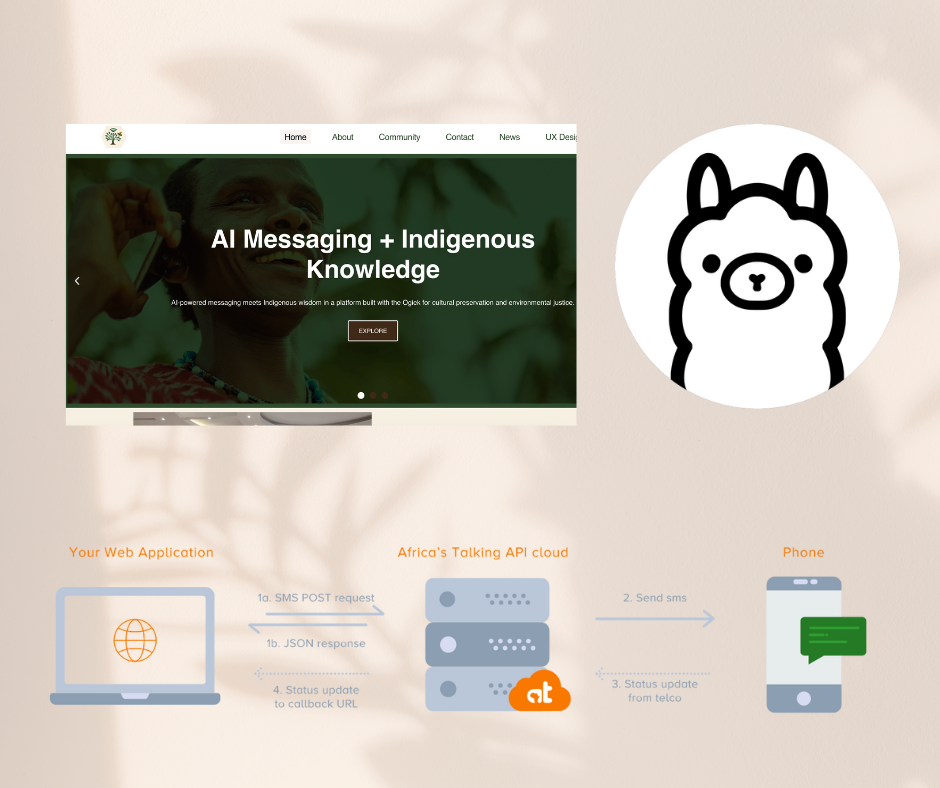 Home About Community Contact News UX Desig
AI Messaging + Indigenous
Knowledge
AI-powered messaging meets Indigenous wisdom in a platform built with the Ogiek for cultural preservation and environmental justice.
EXPLORE
Your Web Application
Africa's Talking API cloud
Phone
1a. SMS POST request
1b. JSON response
4. Status update
to callback URL
at
2. Send sms
3. Status update
from telco